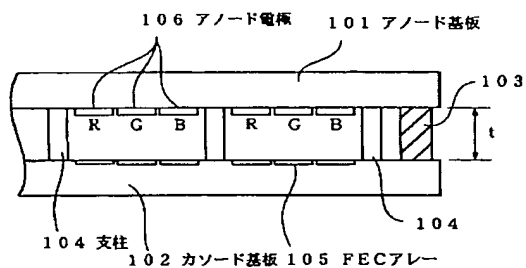 106 アノード電極
101 アノード基板
103
R G B R G B
t
104
104 支柱
102 カソード基板
105 FECアレー